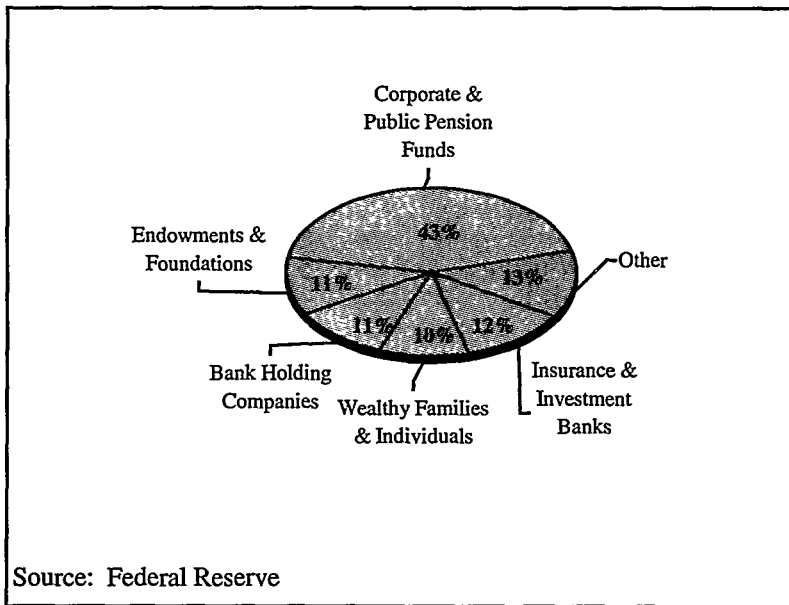 Corporate &
Public Pension
Funds
43%
Endowments &
Foundations
11%
13%
Other
11%
10%
12%
Bank Holding
Companies
Wealthy Families
& Individuals
Insurance &
Investment
Banks
Source: Federal Reserve